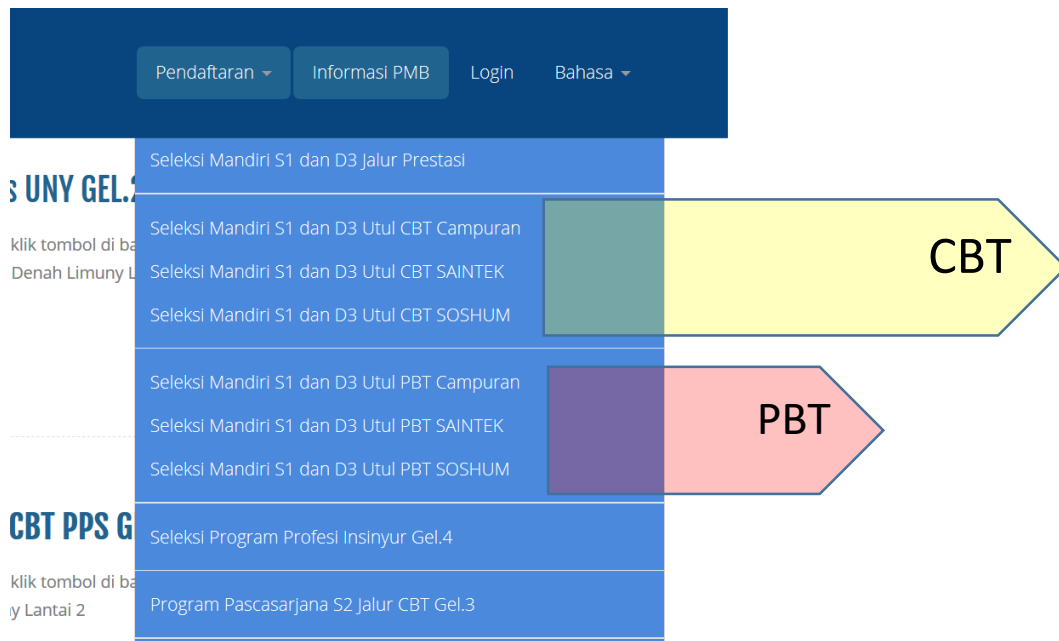 Pendaftaran
Informasi PMB
Login
Bahasa
Seleksi Mandiri S1 dan D3 Jalur Prestasi
UNY GEL.
Seleksi Mandiri S1 dan D3 Utul CBT Campuran
klik tombol di ba
Seleksi Mandiri S1 dan D3 Utul CBT SAINTEK
Denah Limuny L
Seleksi Mandiri S1 dan D3 Utul CBT SOSHUM
CBT
Seleksi Mandiri S1 dan D3 Utul PBT Campuran
Seleksi Mandiri S1 dan D3 Utul PBT SAINTEK
Seleksi Mandiri S1 dan D3 Utul PBT SOSHUM
PBT
CBT PPS G
Seleksi Program Profesi Insinyur Gel.4
klik tombol di ba
Lantai 2
Program Pascasarjana S2 Jalur CBT Gel.3